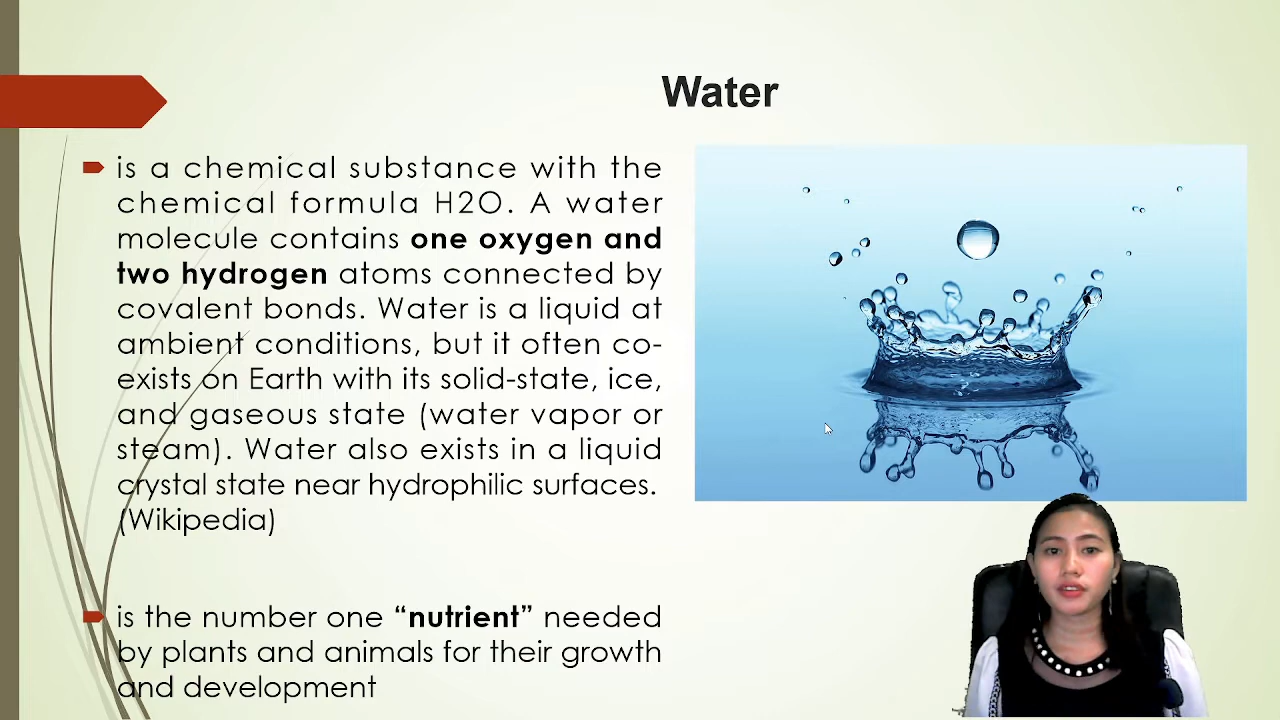 Water
is a chemical substance with the
chemical formula H2O. A water
molecule contains one oxygen and
two hydrogen atoms connected by
covalent bonds. Water is a liquid at
ambient conditions, but it often co-
exists on Earth with its solid-state, ice,
and gaseous state (water vapor or
steam). Water also exists in a liquid
crystal state near hydrophilic surfaces.
(Wikipedia)
is the number one “nutrient” needed
by plants and animals for their growth
and development